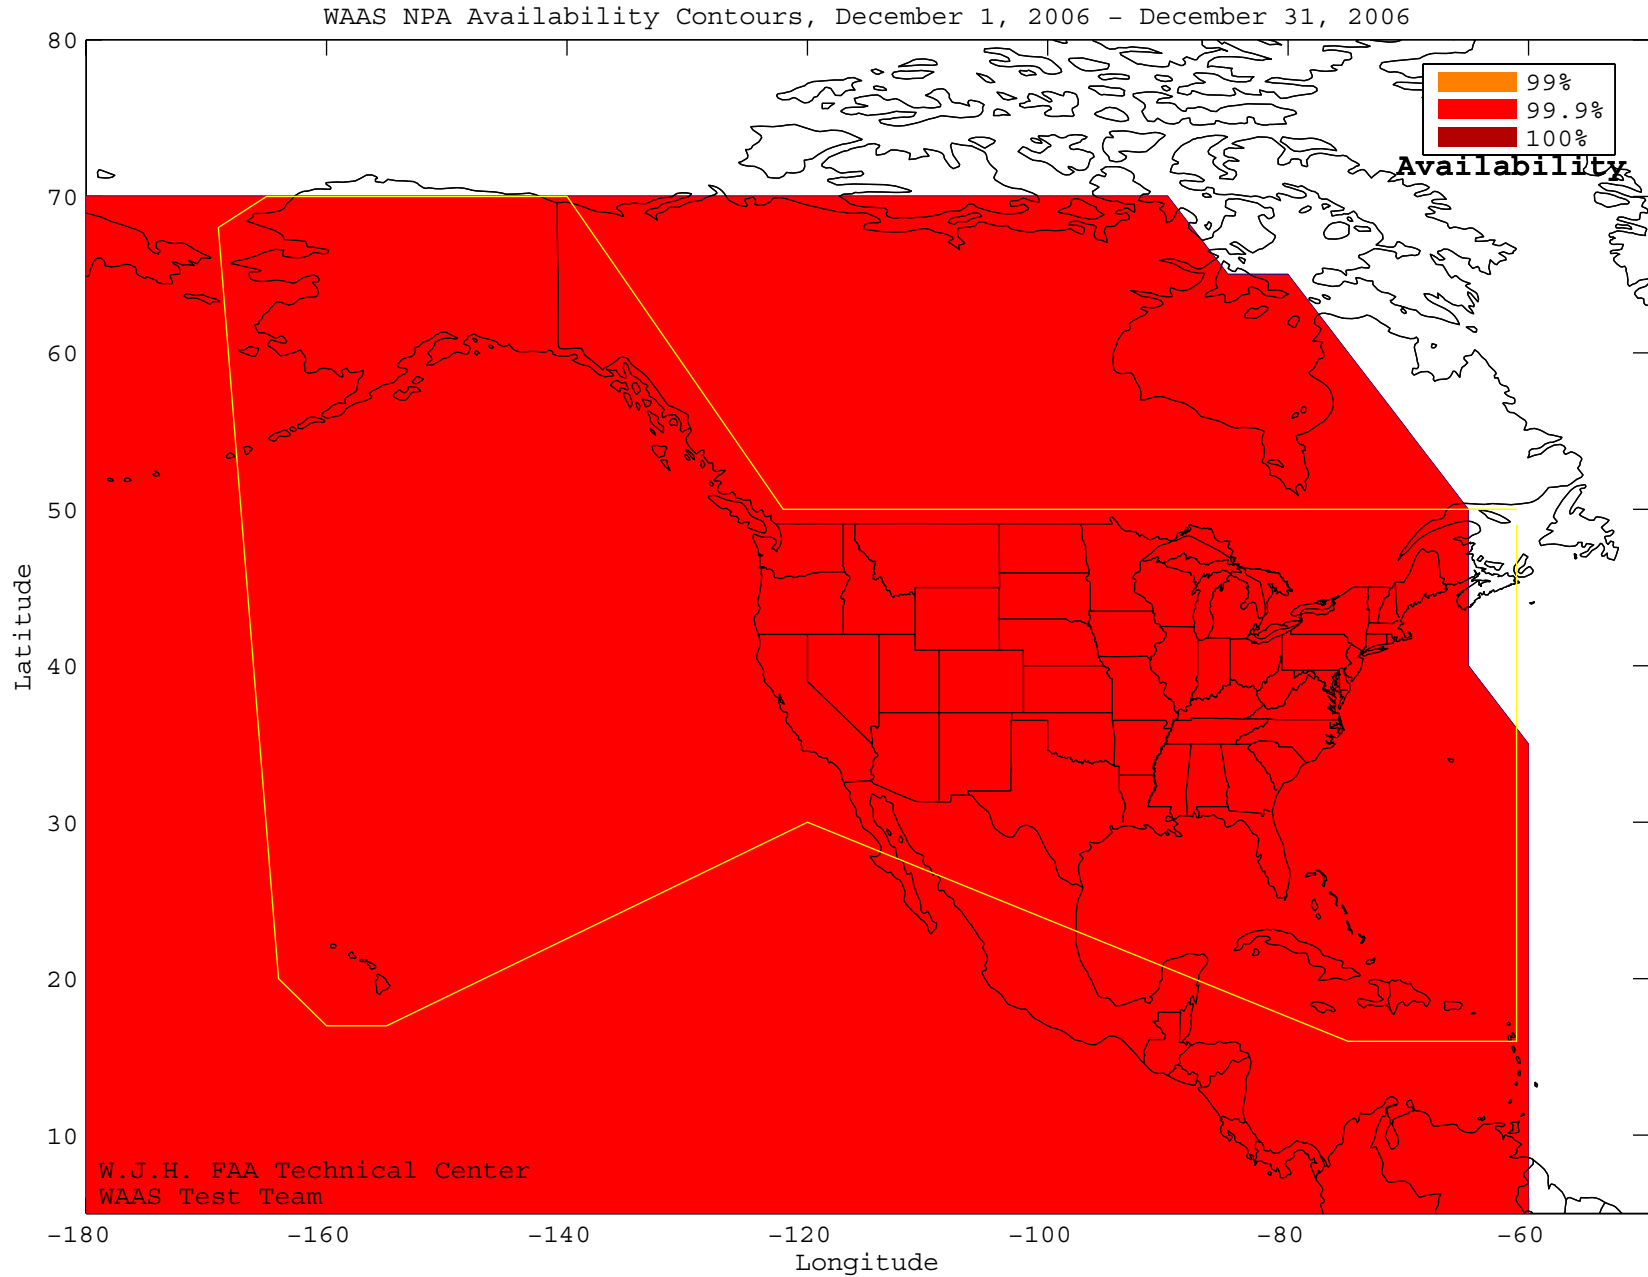 WAAS NPA Availability Contours, December 1, 2006 - December 31, 2006
80
70
60
50
40
30
20
10
Latitude
99%
99.9%
100%
Availability
W.J.H. FAA Technical Center
WAAS Test Team
-180 -160 -140 -120 -100 -80 -60
Longitude